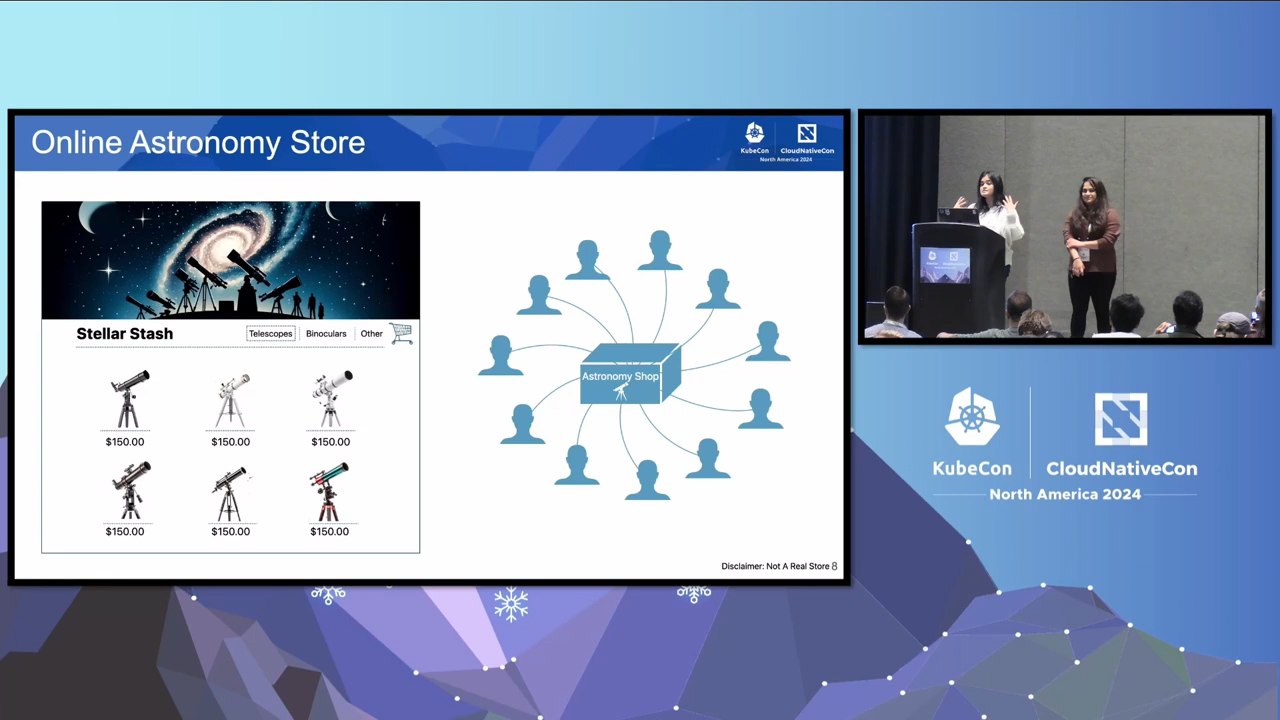 Online Astronomy Store
KubeCon
CloudNativeCon
North America 2024
Stellar Stash
Telescopes
Binoculars
Other
$150.00
$150.00
$150.00
$150.00
$150.00
$150.00
Astronomy Shop
Disclaimer: Not A Real Store 8
KubeCon
CloudNativeCon
North America 2024